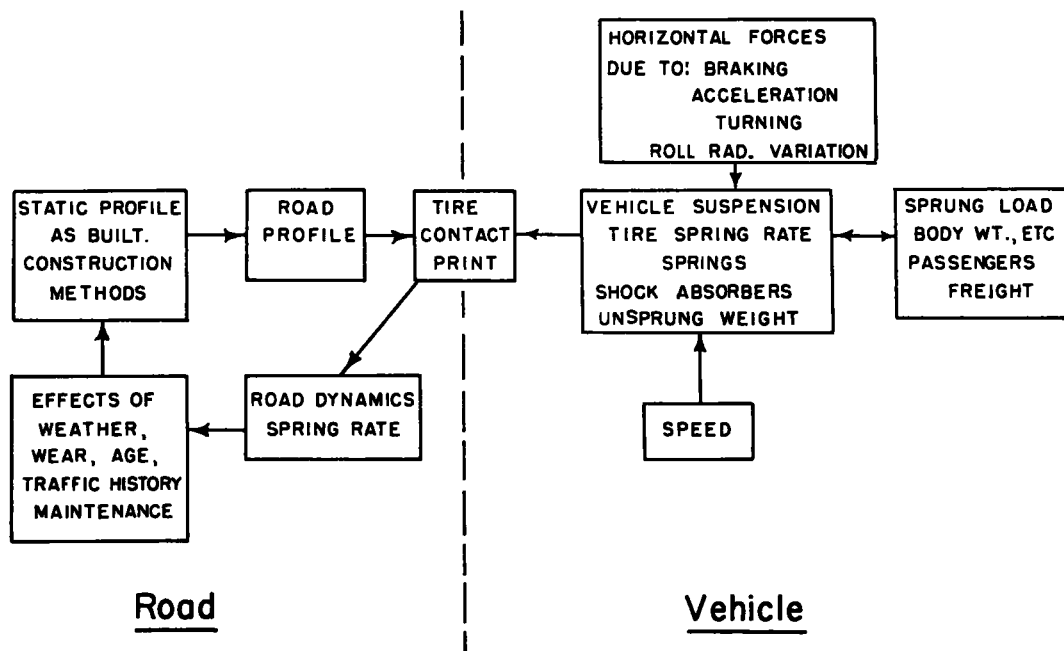 HORIZONTAL FORCES
DUE TO: BRAKING
ACCELERATION
TURNING
ROLL RAD. VARIATION
STATIC PROFILE
AS BUILT.
CONSTRUCTION
METHODS
ROAD
PROFILE
TIRE
CONTACT
PRINT
VEHICLE SUSPENSION
TIRE SPRING RATE
SPRINGS
SHOCK ABSORBERS
UNSPRUNG WEIGHT
SPRUNG LOAD
BODY WT., ETC
PASSENGERS
FREIGHT
EFFECTS OF
WEATHER,
WEAR, AGE,
TRAFFIC HISTORY
MAINTENANCE
ROAD DYNAMICS
SPRING RATE
SPEED
Road
Vehicle